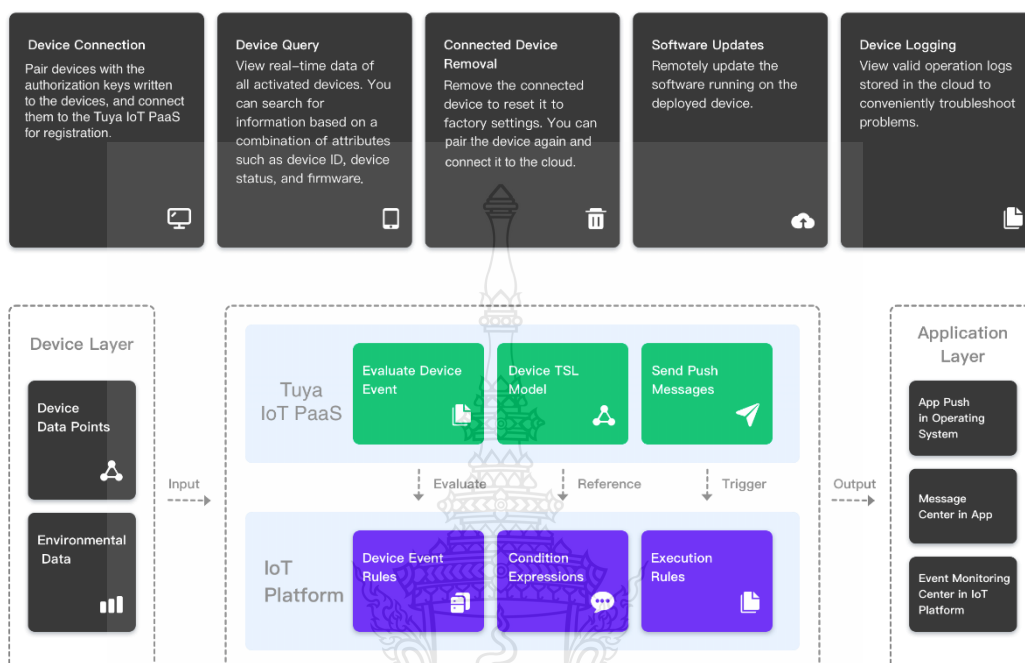 Device Connection
Pair devices with the
authorization keys written
to the devices, and connect
them to the Tuya IoT PaaS
for registration.
Device Query
View real-time data of
all activated devices. You
can search for
information based on a
combination of attributes
such as device ID, device
status, and firmware.
Connected Device
Removal
Remove the connected
device to reset it to
factory settings. You can
pair the device again and
connect it to the cloud.
Software Updates
Remotely update the
software running on the
deployed device.
Device Logging
View valid operation logs
stored in the cloud to
conveniently troubleshoot
problems.
Device Layer
Device
Data Points
Environmental
Data
Input
Tuya
IoT PaaS
Evaluate Device
Event
Device TSL
Model
Send Push
Messages
Evaluate
Reference
Trigger
IoT
Platform
Device Event
Rules
Condition
Expressions
Execution
Rules
Output
Application
Layer
App Push
in Operating
System
Message
Center in App
Event Monitoring
Center in IoT
Platform